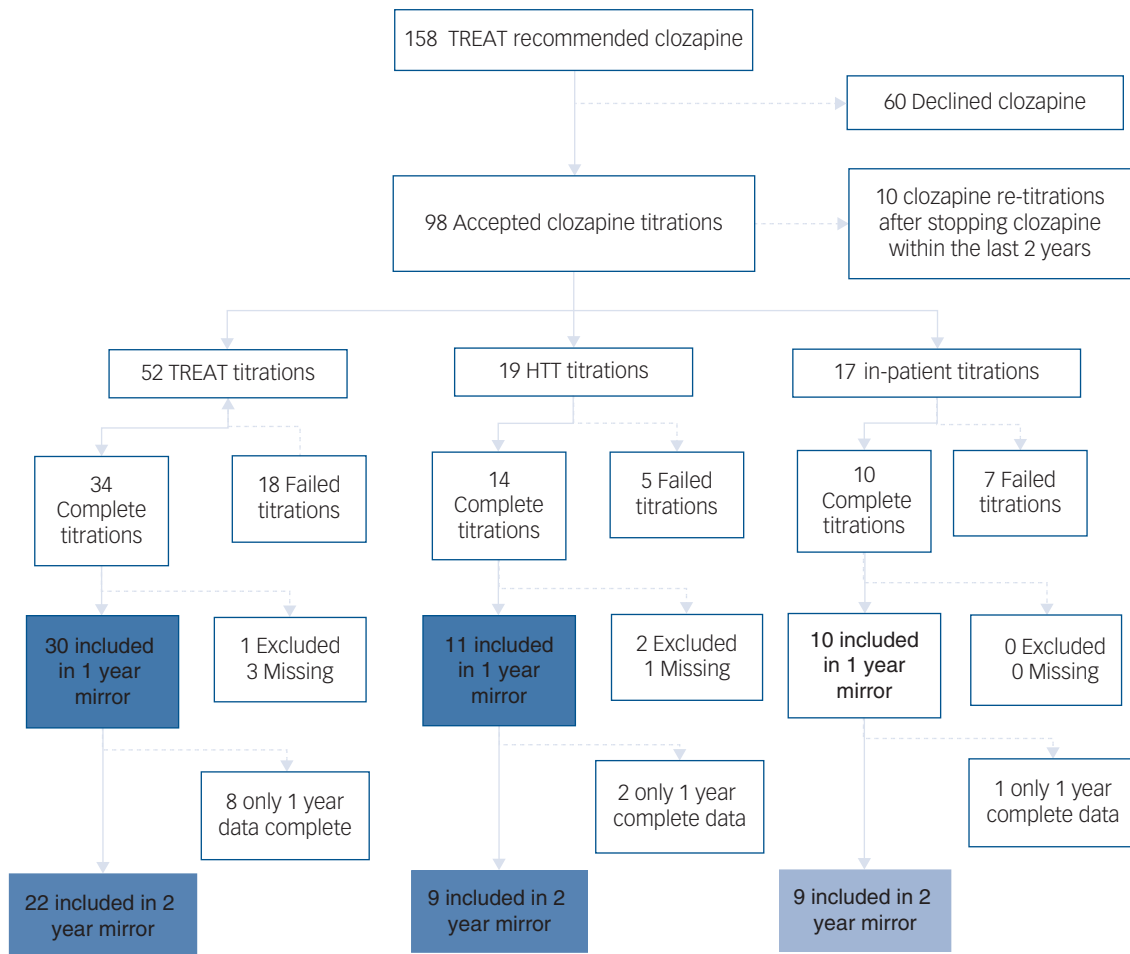 158 TREAT recommended clozapine
60 Declined clozapine
98 Accepted clozapine titrations
10 clozapine re-titrations
after stopping clozapine
within the last 2 years
52 TREAT titrations
19 HTT titrations
17 in-patient titrations
34
Complete
titrations
18 Failed
titrations
14
Complete
titrations
5 Failed
titrations
10
Complete
titrations
7 Failed
titrations
30 included
in 1 year
mirror
1 Excluded
3 Missing
11 included
in 1 year
mirror
2 Excluded
1 Missing
10 included
in 1 year
mirror
0 Excluded
0 Missing
8 only 1 year
data complete
2 only 1 year
complete data
1 only 1 year
complete data
22 included in 2
year mirror
9 included in 2
year mirror
9 included in 2
year mirror